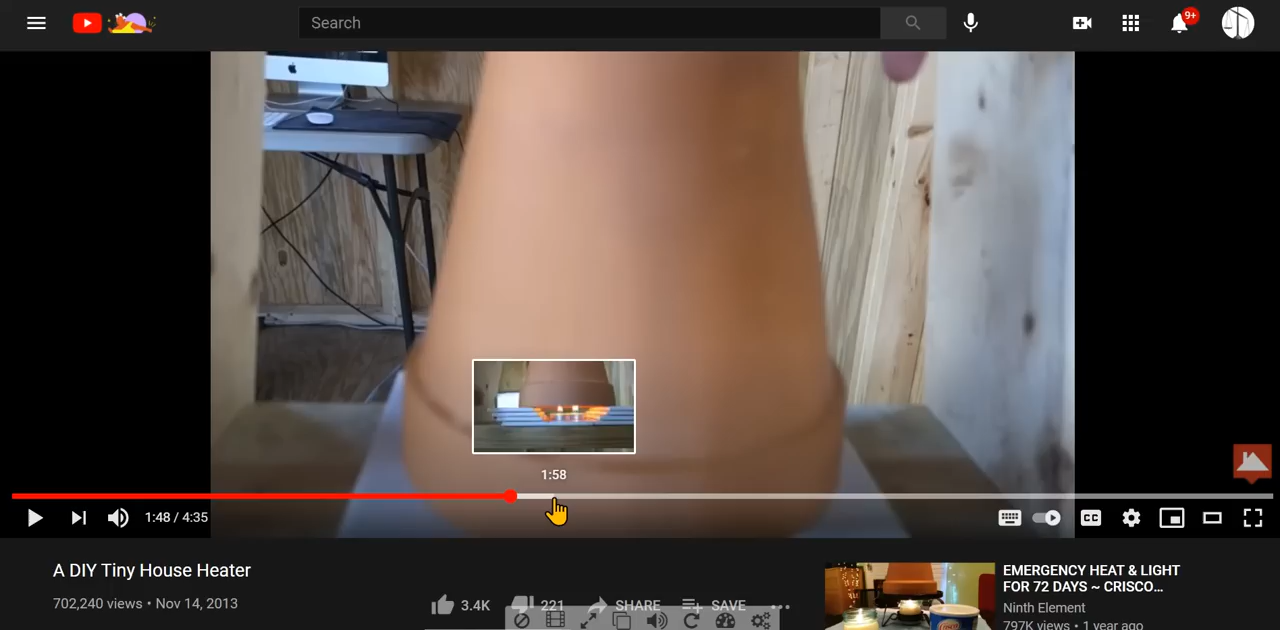 Search
9+
1:58
1:48 / 4:35
CC
A DIY Tiny House Heater
702,240 views • Nov 14, 2013
3.4K
221
SHARE
SAVE
EMERGENCY HEAT & LIGHT
FOR 72 DAYS ~ CRISCO...
Ninth Element
797K views • 1 year ago